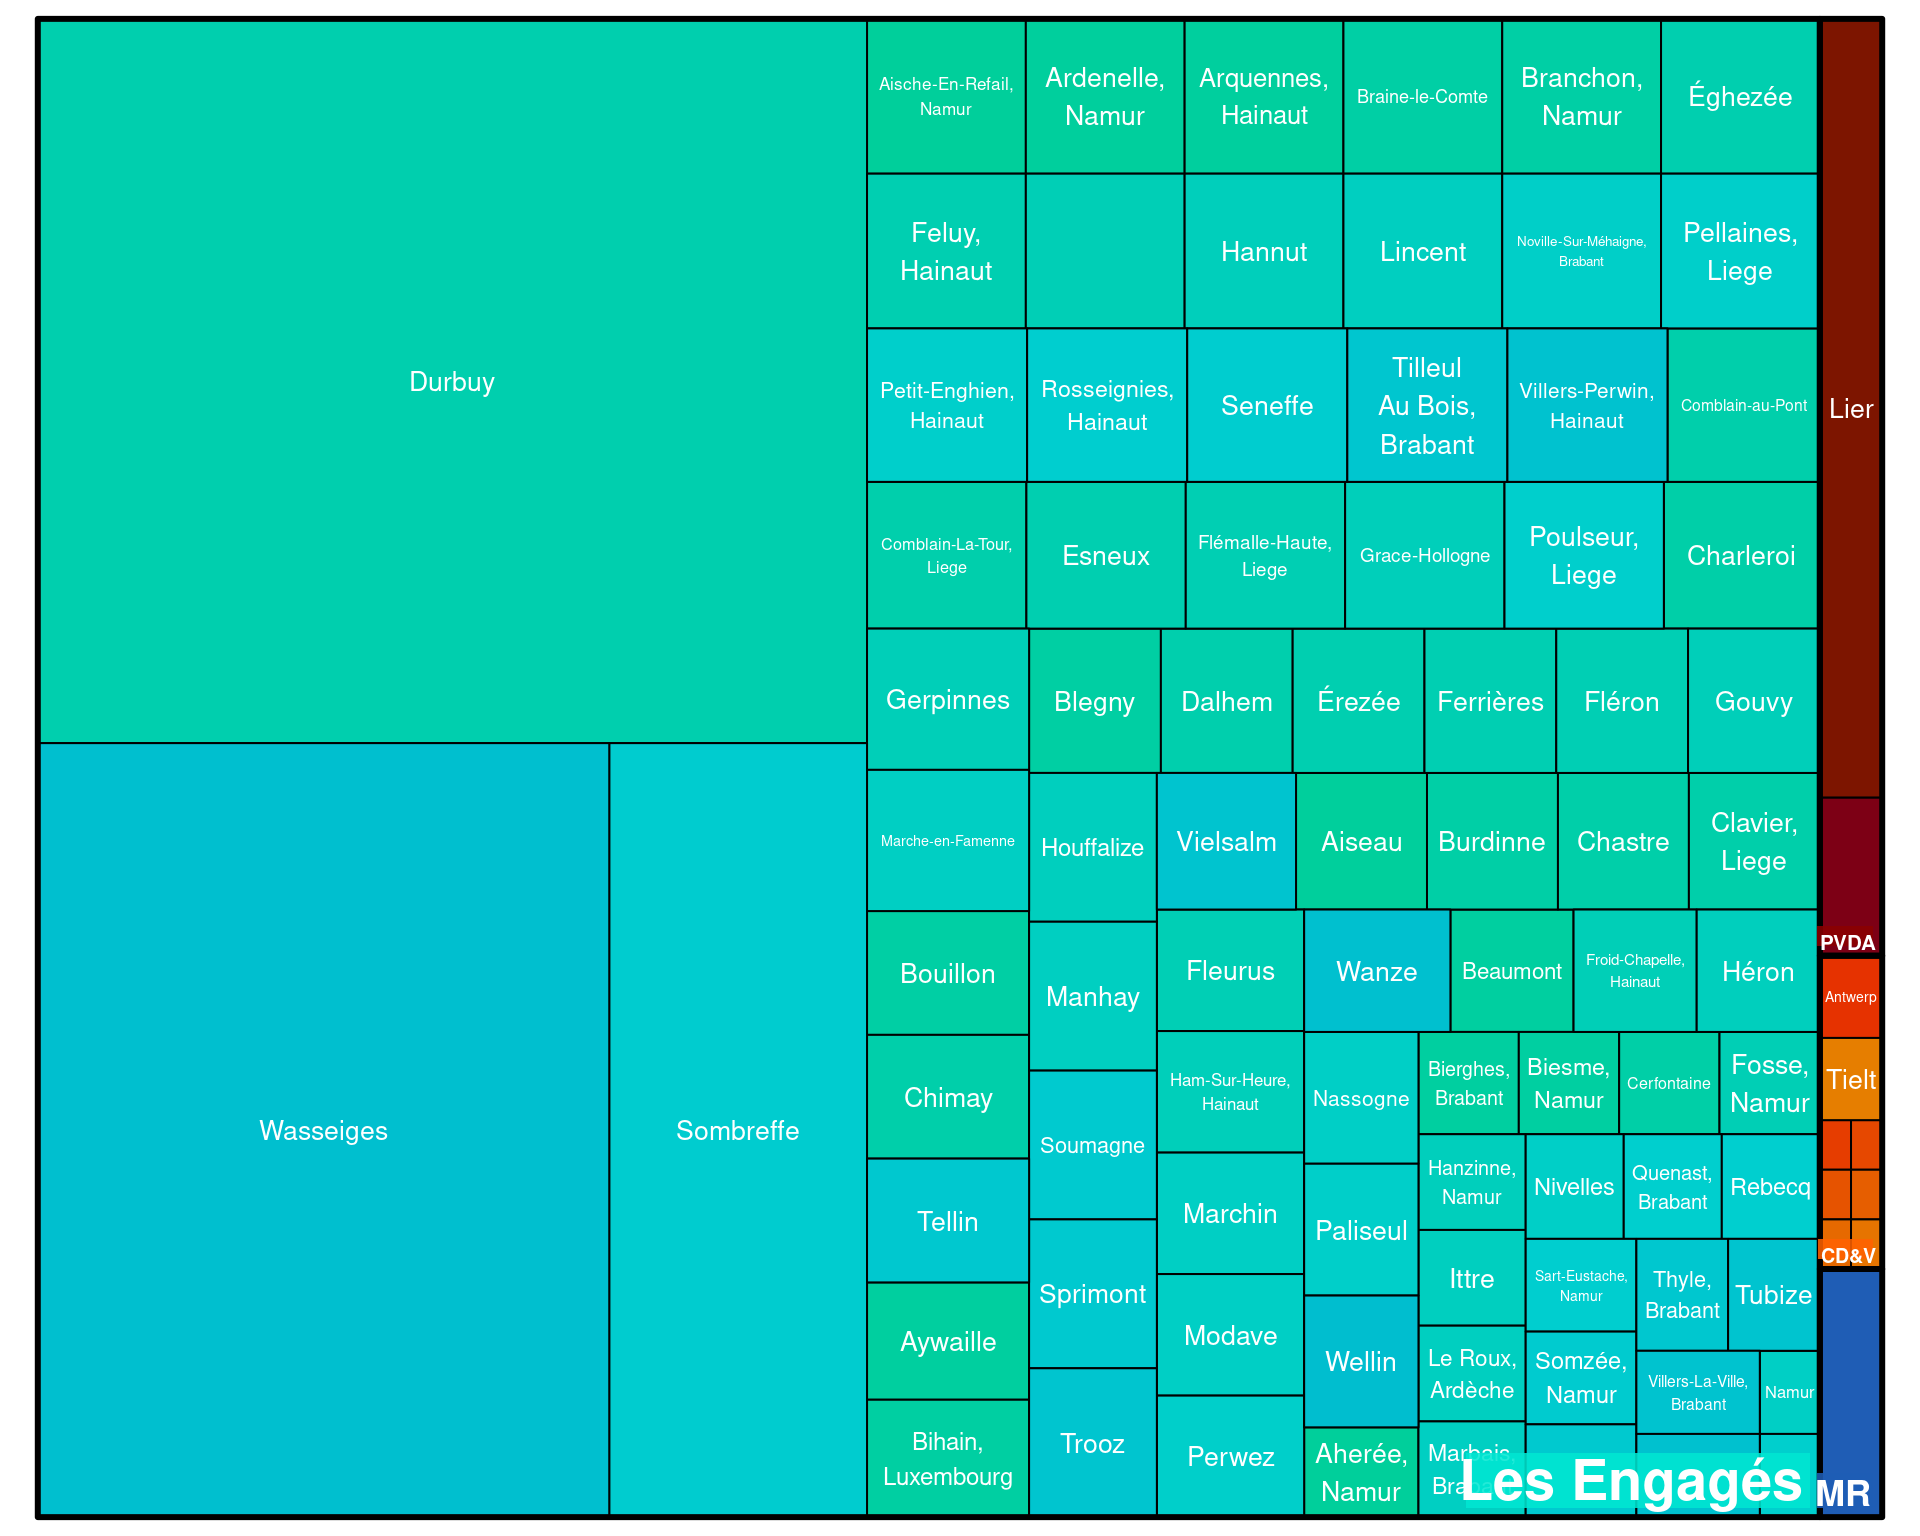 Durbuy
Wasseiges
Sombreffe
Aische-En-Refail,
Namur
Ardenelle,
Namur
Arquennes,
Hainaut
Braine-le-Comte
Branchon,
Namur
Éghezée
Feluy,
Hainaut
Hannut
Lincent
Noville-Sur-Méhaigne,
Brabant
Pellaines,
Liege
Petit-Enghien,
Hainaut
Rosseignies,
Hainaut
Seneffe
Tilleul
Au Bois,
Brabant
Villers-Perwin,
Hainaut
Comblain-au-Pont
Comblain-La-Tour,
Liege
Esneux
Flémalle-Haute,
Liege
Grace-Hollogne
Poulseur,
Liege
Charleroi
Gerpinnes
Blegny
Dalhem
Érezée
Ferrières
Fléron
Gouvy
Marche-en-Famenne
Houffalize
Vielsalm
Aiseau
Burdinne
Chastre
Clavier,
Liege
Bouillon
Manhay
Fleurus
Wanze
Beaumont
Froid-Chapelle,
Hainaut
Héron
Chimay
Soumagne
Ham-Sur-Heure,
Hainaut
Nassogne
Bierghes,
Brabant
Biesme,
Namur
Cerfontaine
Fosse,
Namur
Tellin
Sprimont
Marchin
Paliseul
Hanzinne,
Namur
Nivelles
Quenast,
Brabant
Rebecq
Aywaille
Trooz
Modave
Wellin
Ittre
Sart-Eustache,
Namur
Thyle,
Brabant
Tubize
Bihain,
Luxembourg
Perwez
Aherée,
Namur
Le Roux,
Ardèche
Somzée,
Namur
Villers-La-Ville,
Brabant
Namur
Marbais,
Les Engagés
Lier
PVDA
Antwerp
Tielt
CD&V
MR